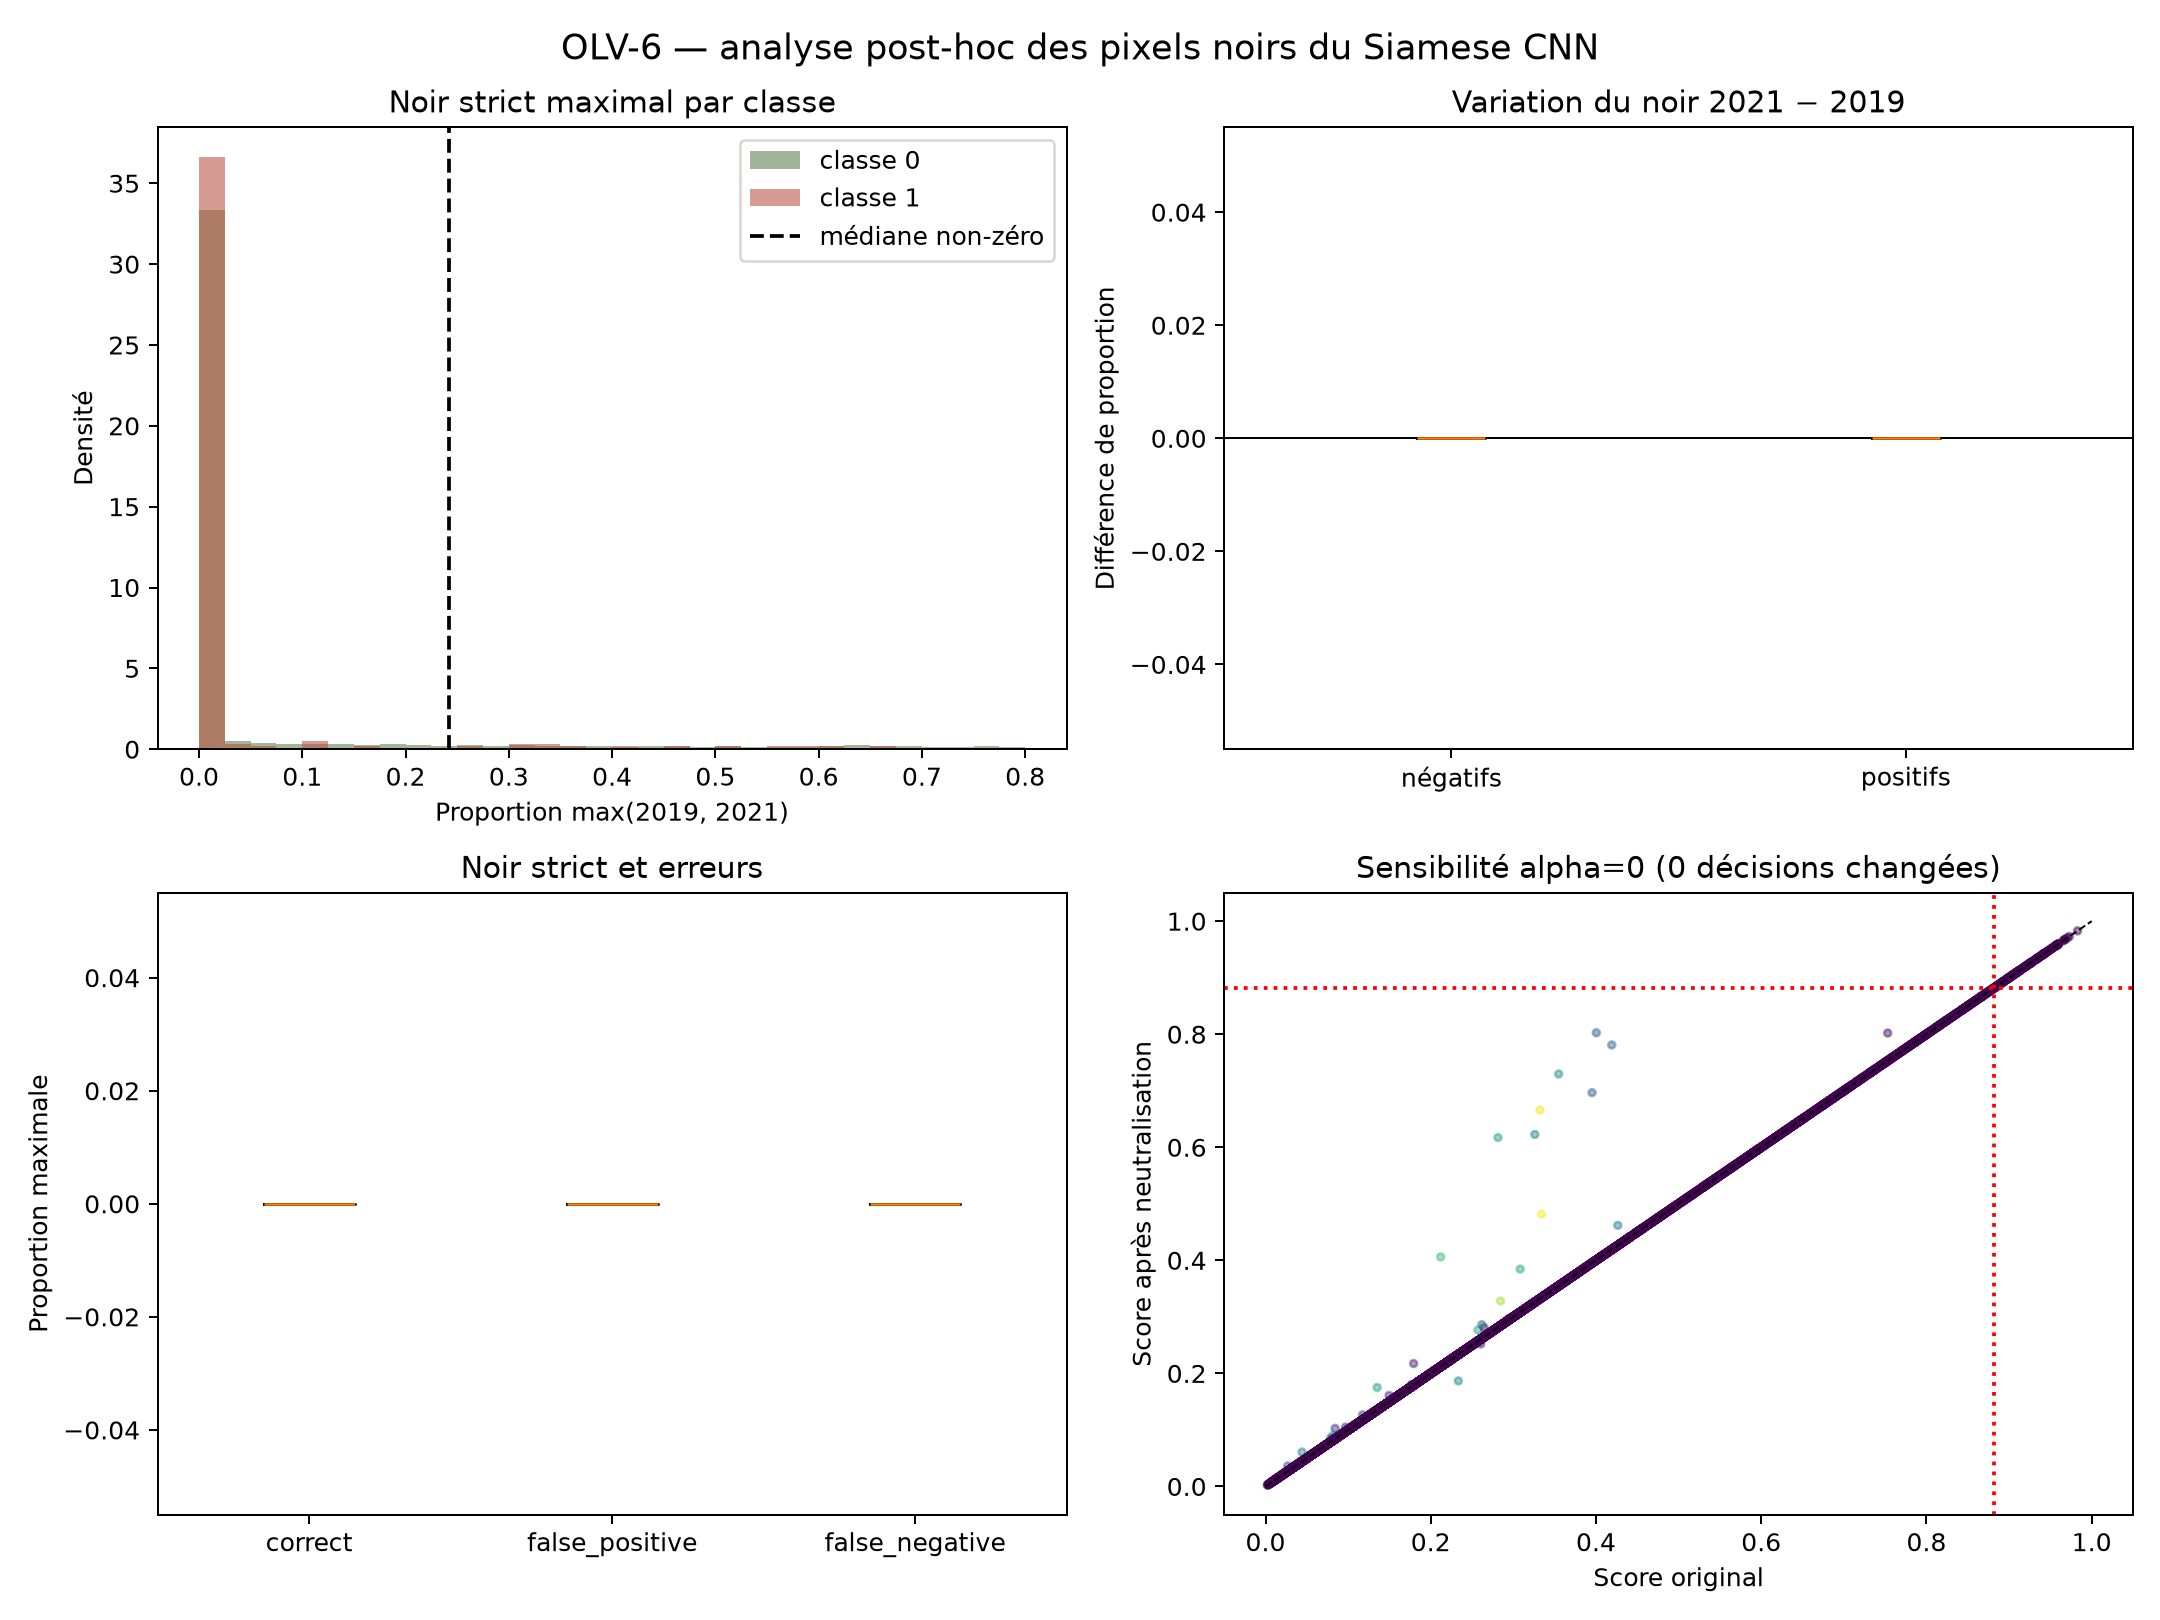 OLV-6 — analyse post-hoc des pixels noirs du Siamese CNN
Noir strict maximal par classe
Densité
35
30
25
20
15
10
5
0
classe 0
classe 1
médiane non-zéro
0.0 0.1 0.2 0.3 0.4 0.5 0.6 0.7 0.8
Proportion max(2019, 2021)
Variation du noir 2021 − 2019
Différence de proportion
0.04
0.02
0.00
−0.02
−0.04
négatifs positifs
Noir strict et erreurs
Proportion maximale
0.04
0.02
0.00
−0.02
−0.04
correct false_positive false_negative
Sensibilité alpha=0 (0 décisions changées)
Score après neutralisation
1.0
0.8
0.6
0.4
0.2
0.0
0.0 0.2 0.4 0.6 0.8 1.0
Score original